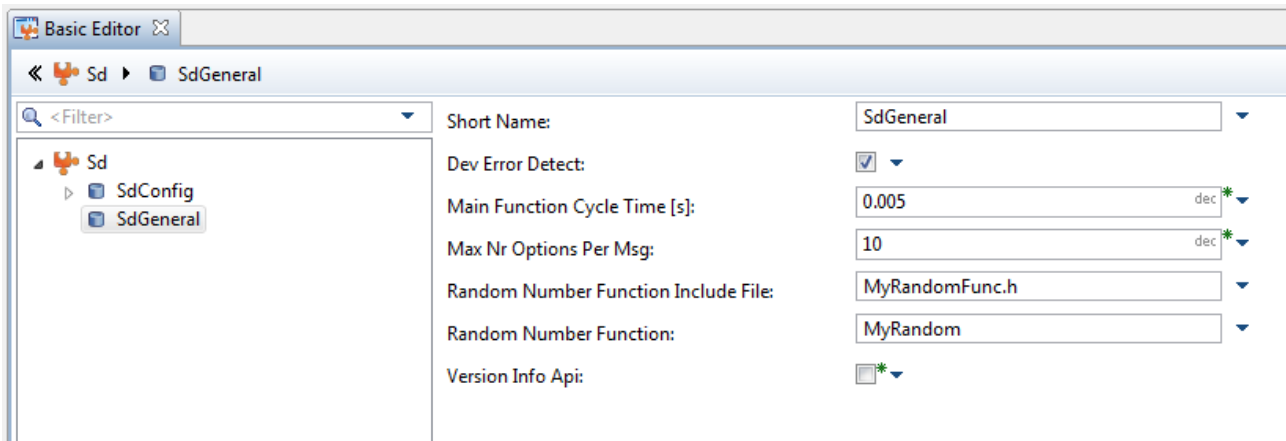 Basic Editor
Sd SdGeneral
<Filter>
Sd
SdConfig
SdGeneral
Short Name: SdGeneral
Dev Error Detect:
Main Function Cycle Time [s]: 0.005 dec
Max Nr Options Per Msg: 10 dec
Random Number Function Include File: MyRandomFunc.h
Random Number Function: MyRandom
Version Info Api: